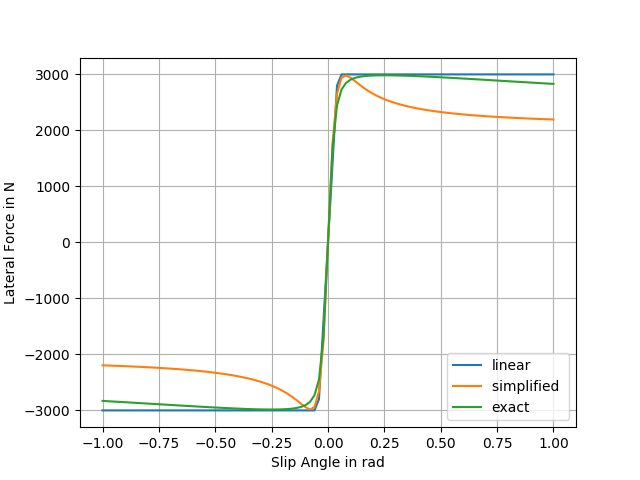 3000
2000
1000
0
−1000
−2000
−3000
Lateral Force in N
−1.00 −0.75 −0.50 −0.25 0.00 0.25 0.50 0.75 1.00
Slip Angle in rad
linear
simplified
exact